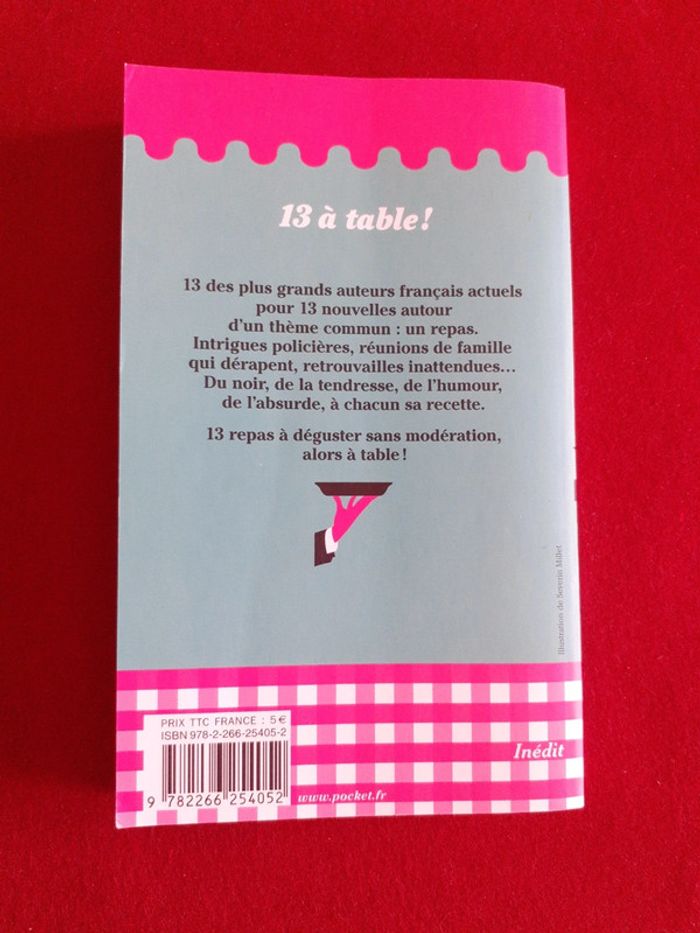 13 à table !
13 des plus grands auteurs français actuels
pour 13 nouvelles autour
d'un thème commun : un repas.
Intrigues policières, réunions de famille
qui dérapent, retrouvailles inattendues...
Du noir, de la tendresse, de l'humour,
de l'absurde, à chacun sa recette.
13 repas à déguster sans modération,
alors à table !
Illustration de Severin Millet
PRIX TTC FRANCE : 5 €
ISBN 978-2-266-25405-2
9 782266 254052
www.pocket.fr
Inédit